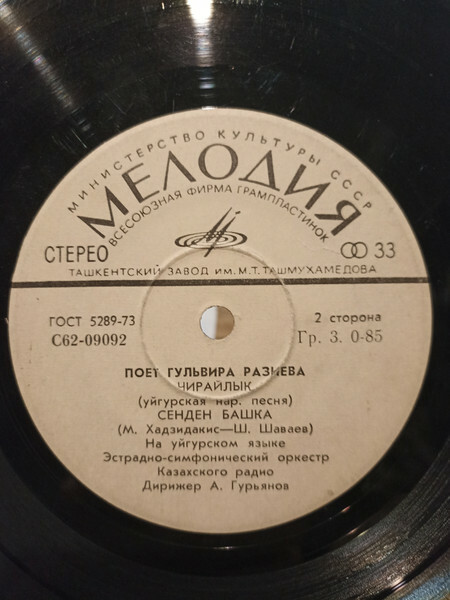 МИНИСТЕРСТВО КУЛЬТУРЫ СССР
МЕЛОДИЯ
ВСЕСОЮЗНАЯ ФИРМА ГРАМПЛАСТИНОК
СТЕРЕО 33
ТАШКЕНТСКИЙ ЗАВОД ИМ. М.Т. ТАШМУХАМЕДОВА
ГОСТ 5289-73 2 сторона
С62-09092 Гр. 3. 0-85
ПОЕТ ГУЛЬВИРА РАЗИЕВА
ЧИРАЙЛЫК
(уйгурская нар. песня)
СЕНДЕН БАШКА
(М. Хадзидакис—Ш. Шаваев)
На уйгурском языке
Эстрадно-симфонический оркестр
Казахского радио
Дирижер А. Гурьянов